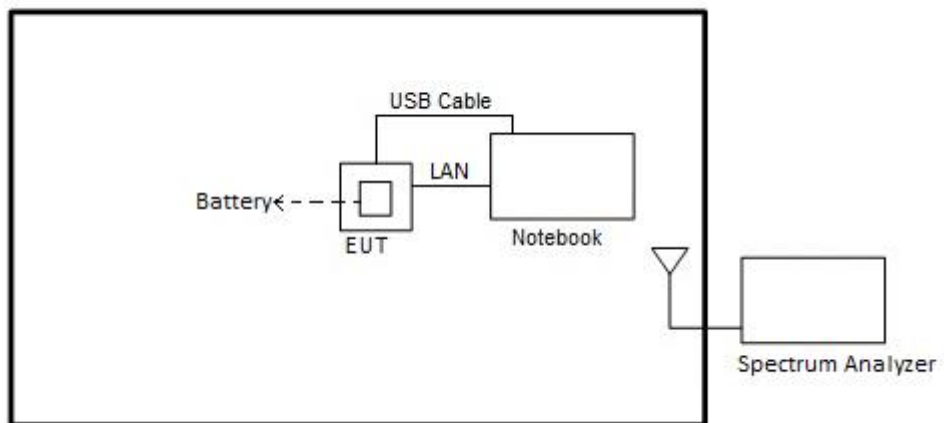 USB Cable
LAN
Battery
EUT
Notebook
Spectrum Analyzer